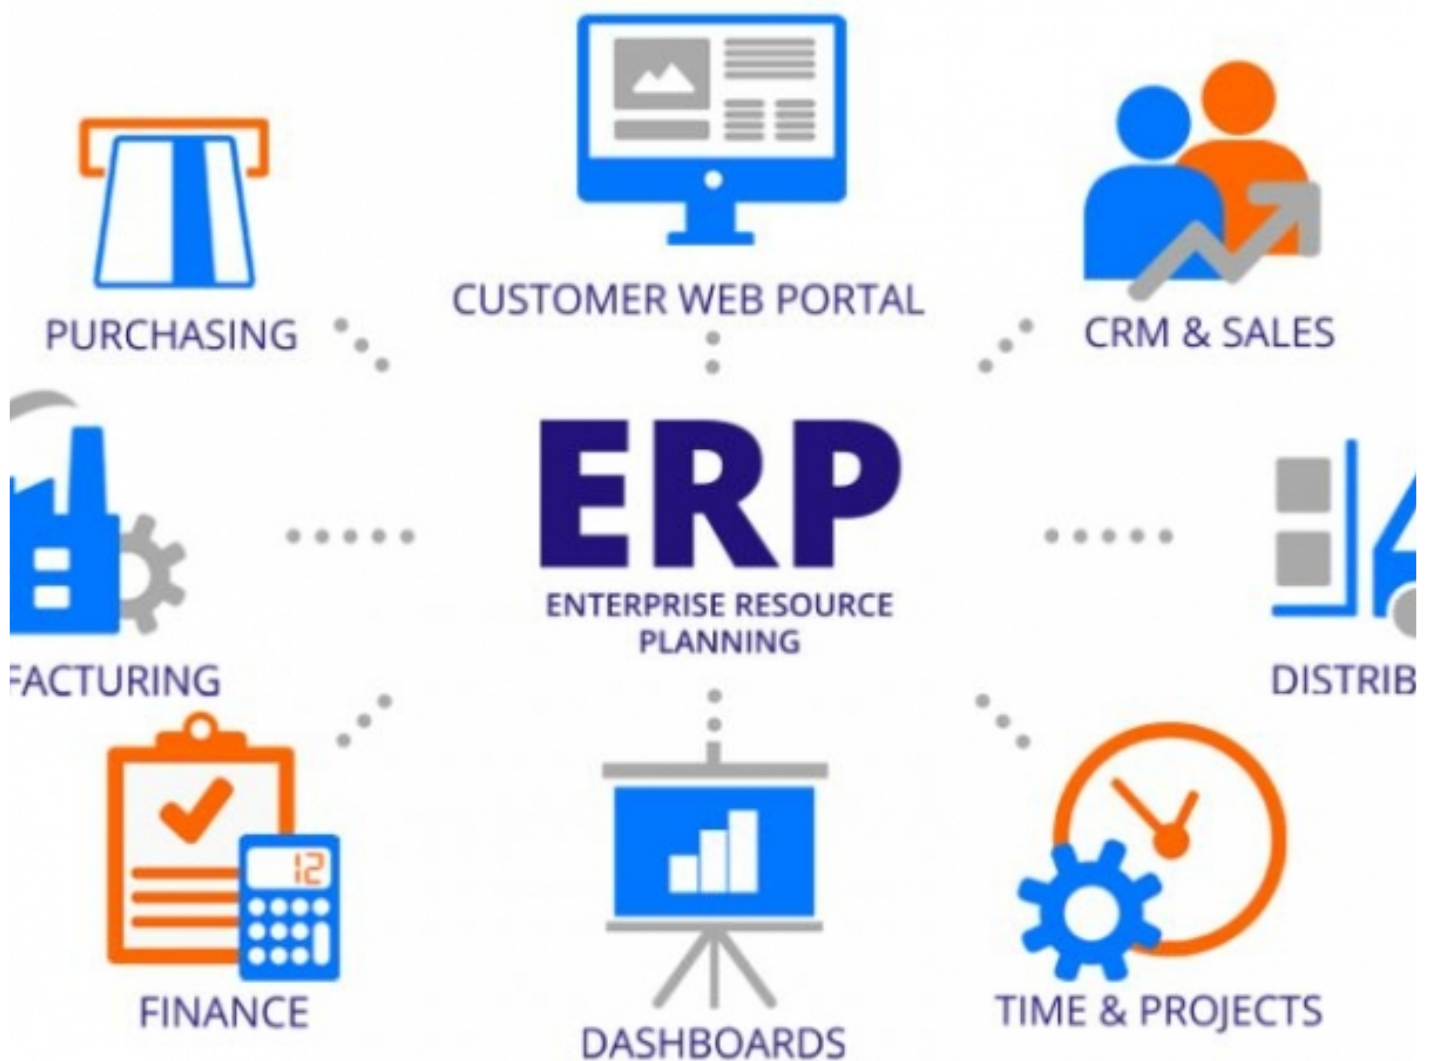 CUSTOMER WEB PORTAL
PURCHASING
CRM & SALES
ERP
ENTERPRISE RESOURCE
PLANNING
FACTURING
DISTRIB
12
FINANCE
TIME & PROJECTS
DASHBOARDS